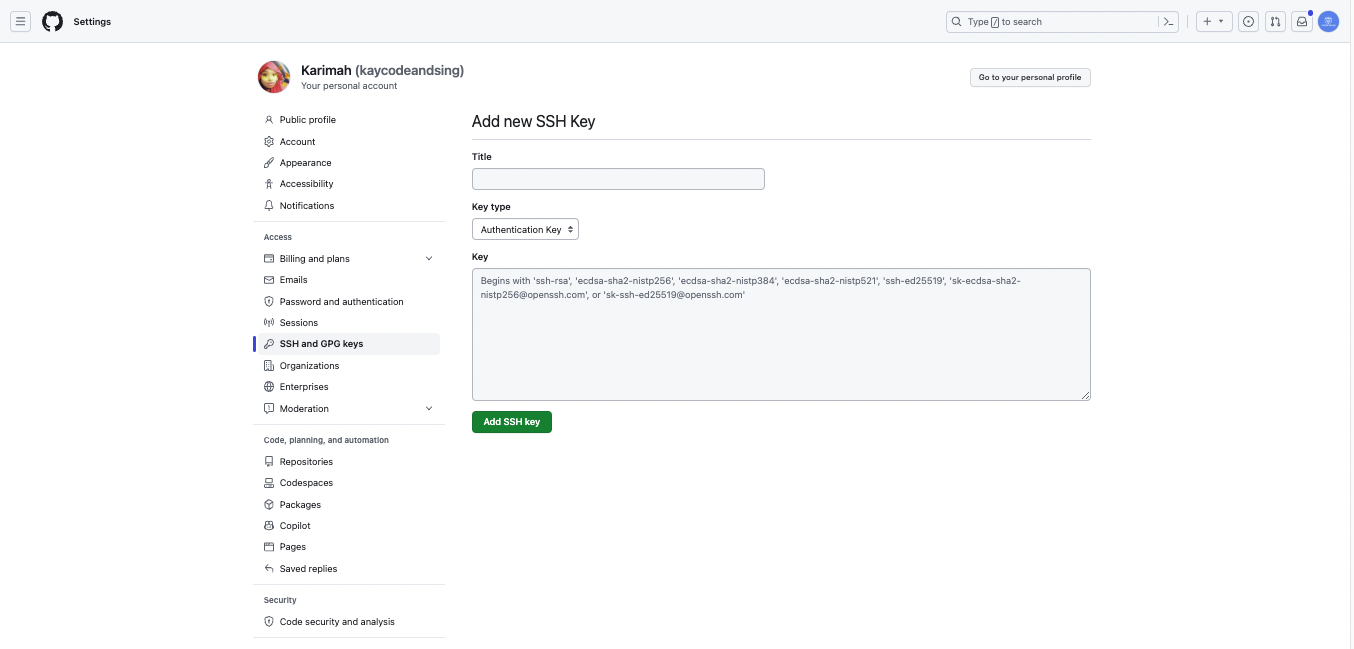 Settings
Type / to search
Karimah (kaycodeandsing)
Your personal account
Go to your personal profile
Public profile
Account
Appearance
Accessibility
Notifications
Access
Billing and plans
Emails
Password and authentication
Sessions
SSH and GPG keys
Organizations
Enterprises
Moderation
Code, planning, and automation
Repositories
Codespaces
Packages
Copilot
Pages
Saved replies
Security
Code security and analysis
Add new SSH Key
Title
Key type
Authentication Key
Key
Begins with 'ssh-rsa', 'ecdsa-sha2-nistp256', 'ecdsa-sha2-nistp384', 'ecdsa-sha2-nistp521', 'ssh-ed25519', 'sk-ecdsa-sha2-
nistp256@openssh.com', or 'sk-ssh-ed25519@openssh.com'
Add SSH key